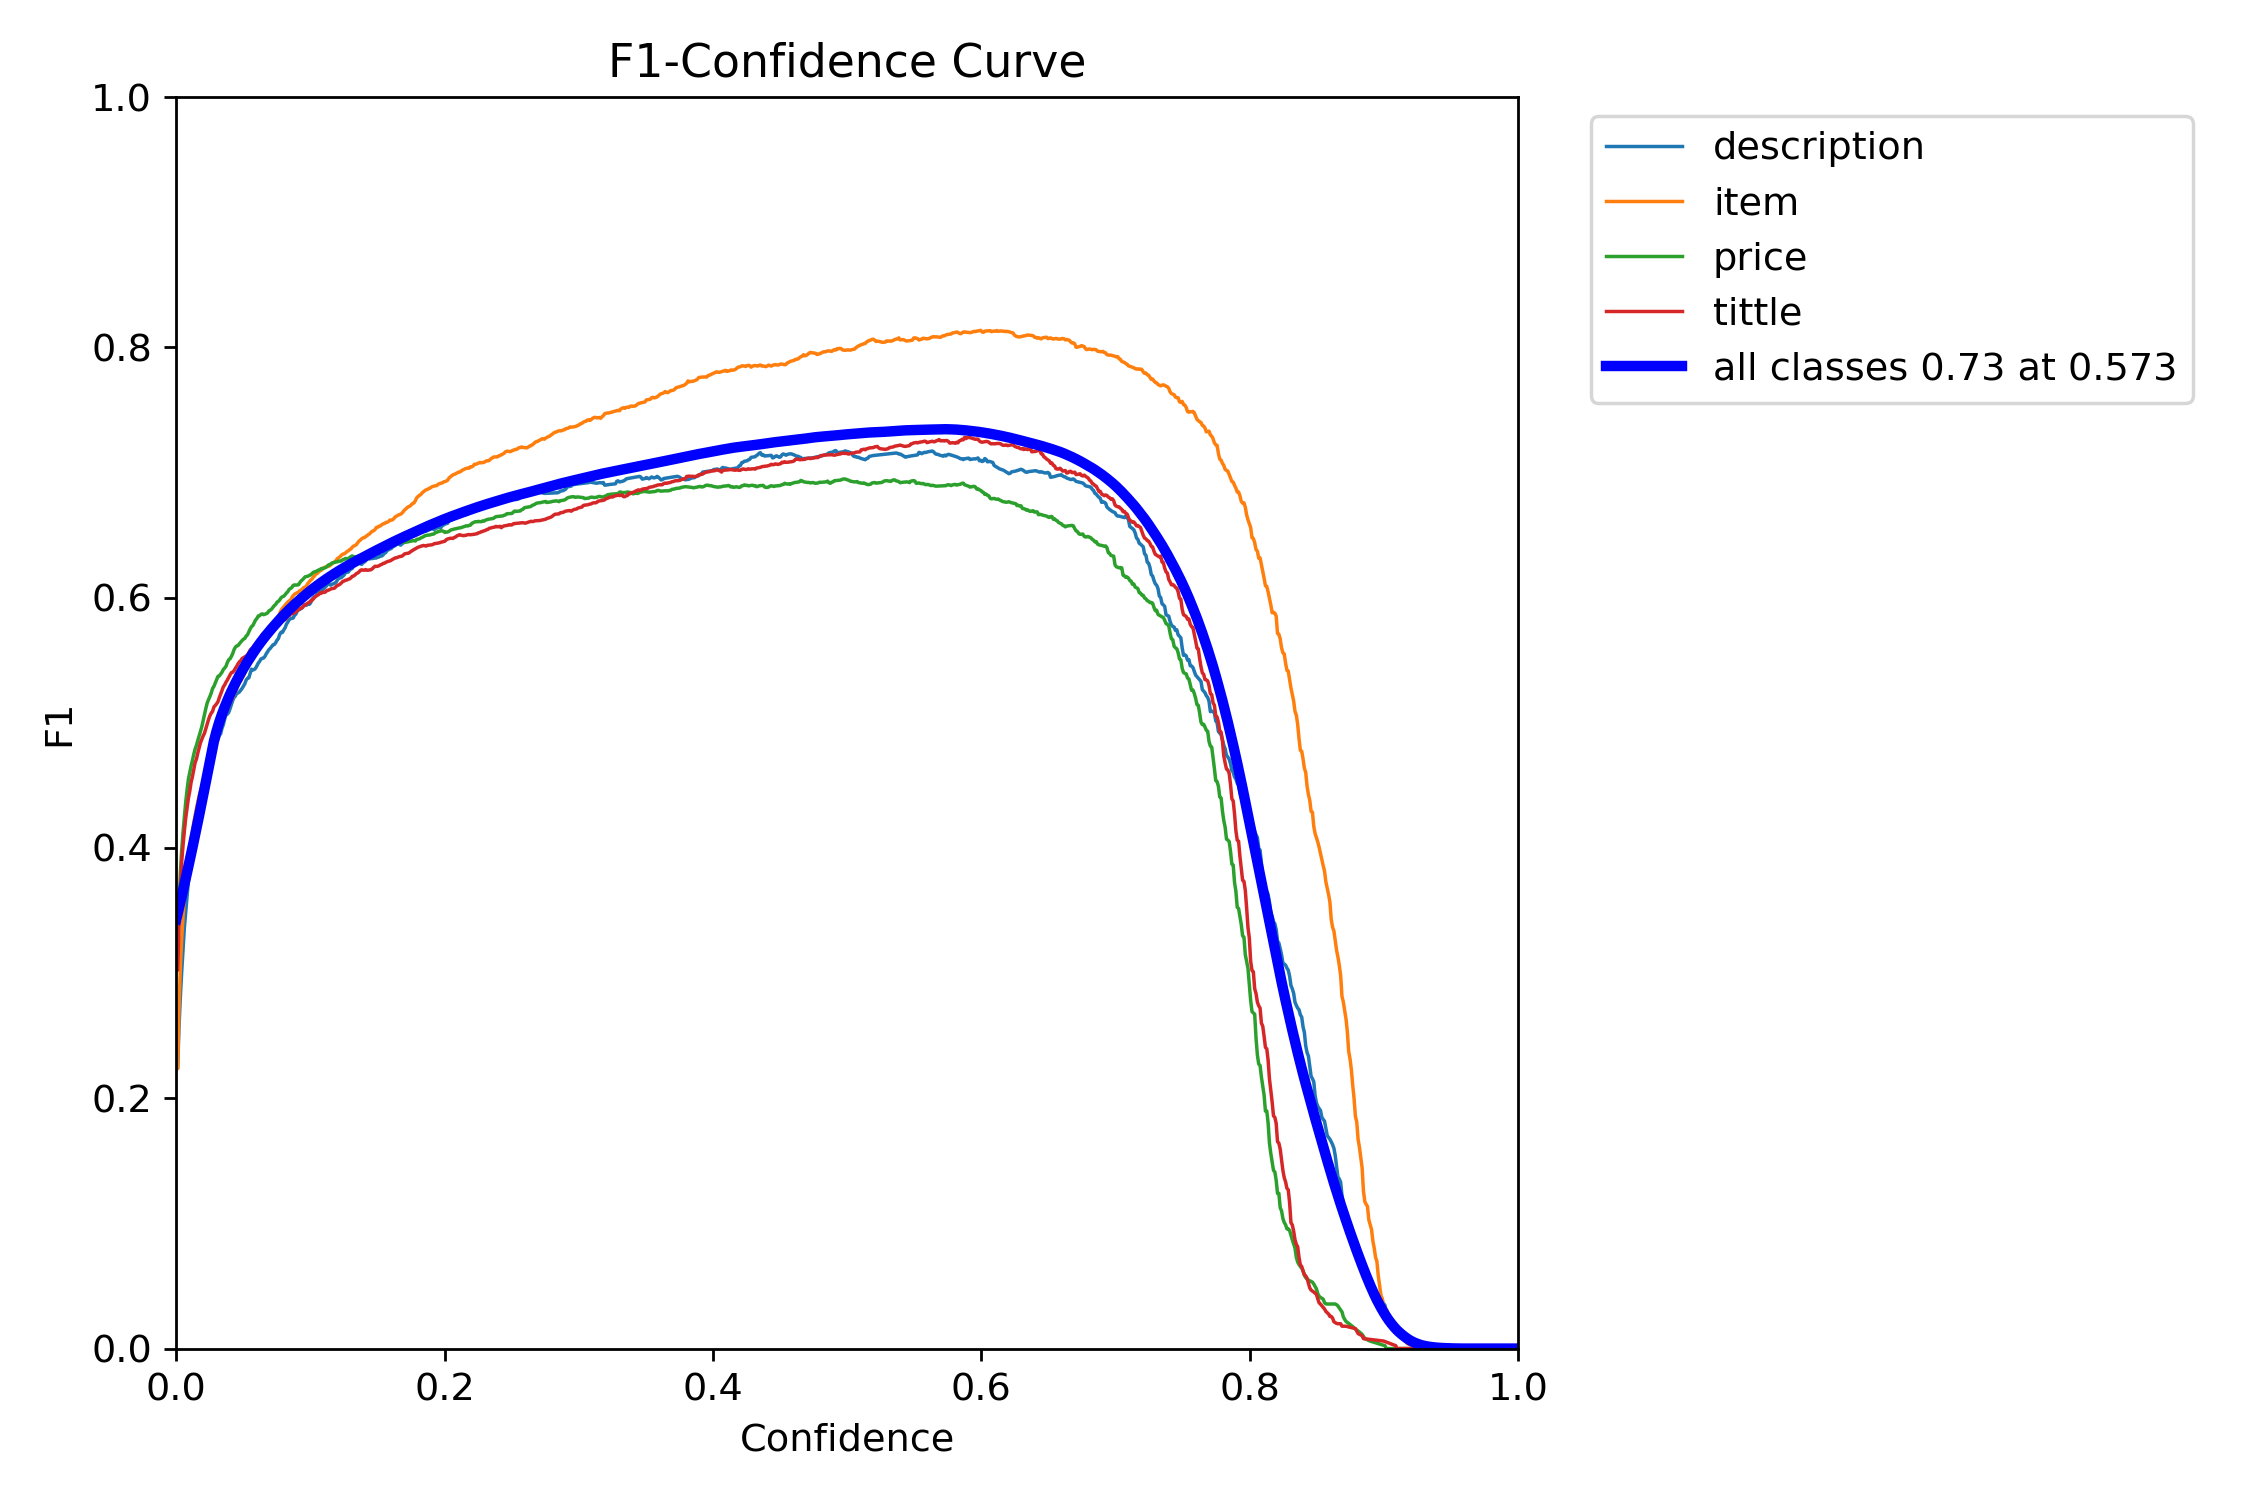 F1-Confidence Curve
1.0
0.8
0.6
0.4
0.2
0.0
F1
0.0 0.2 0.4 0.6 0.8 1.0
Confidence
description
item
price
tittle
all classes 0.73 at 0.573